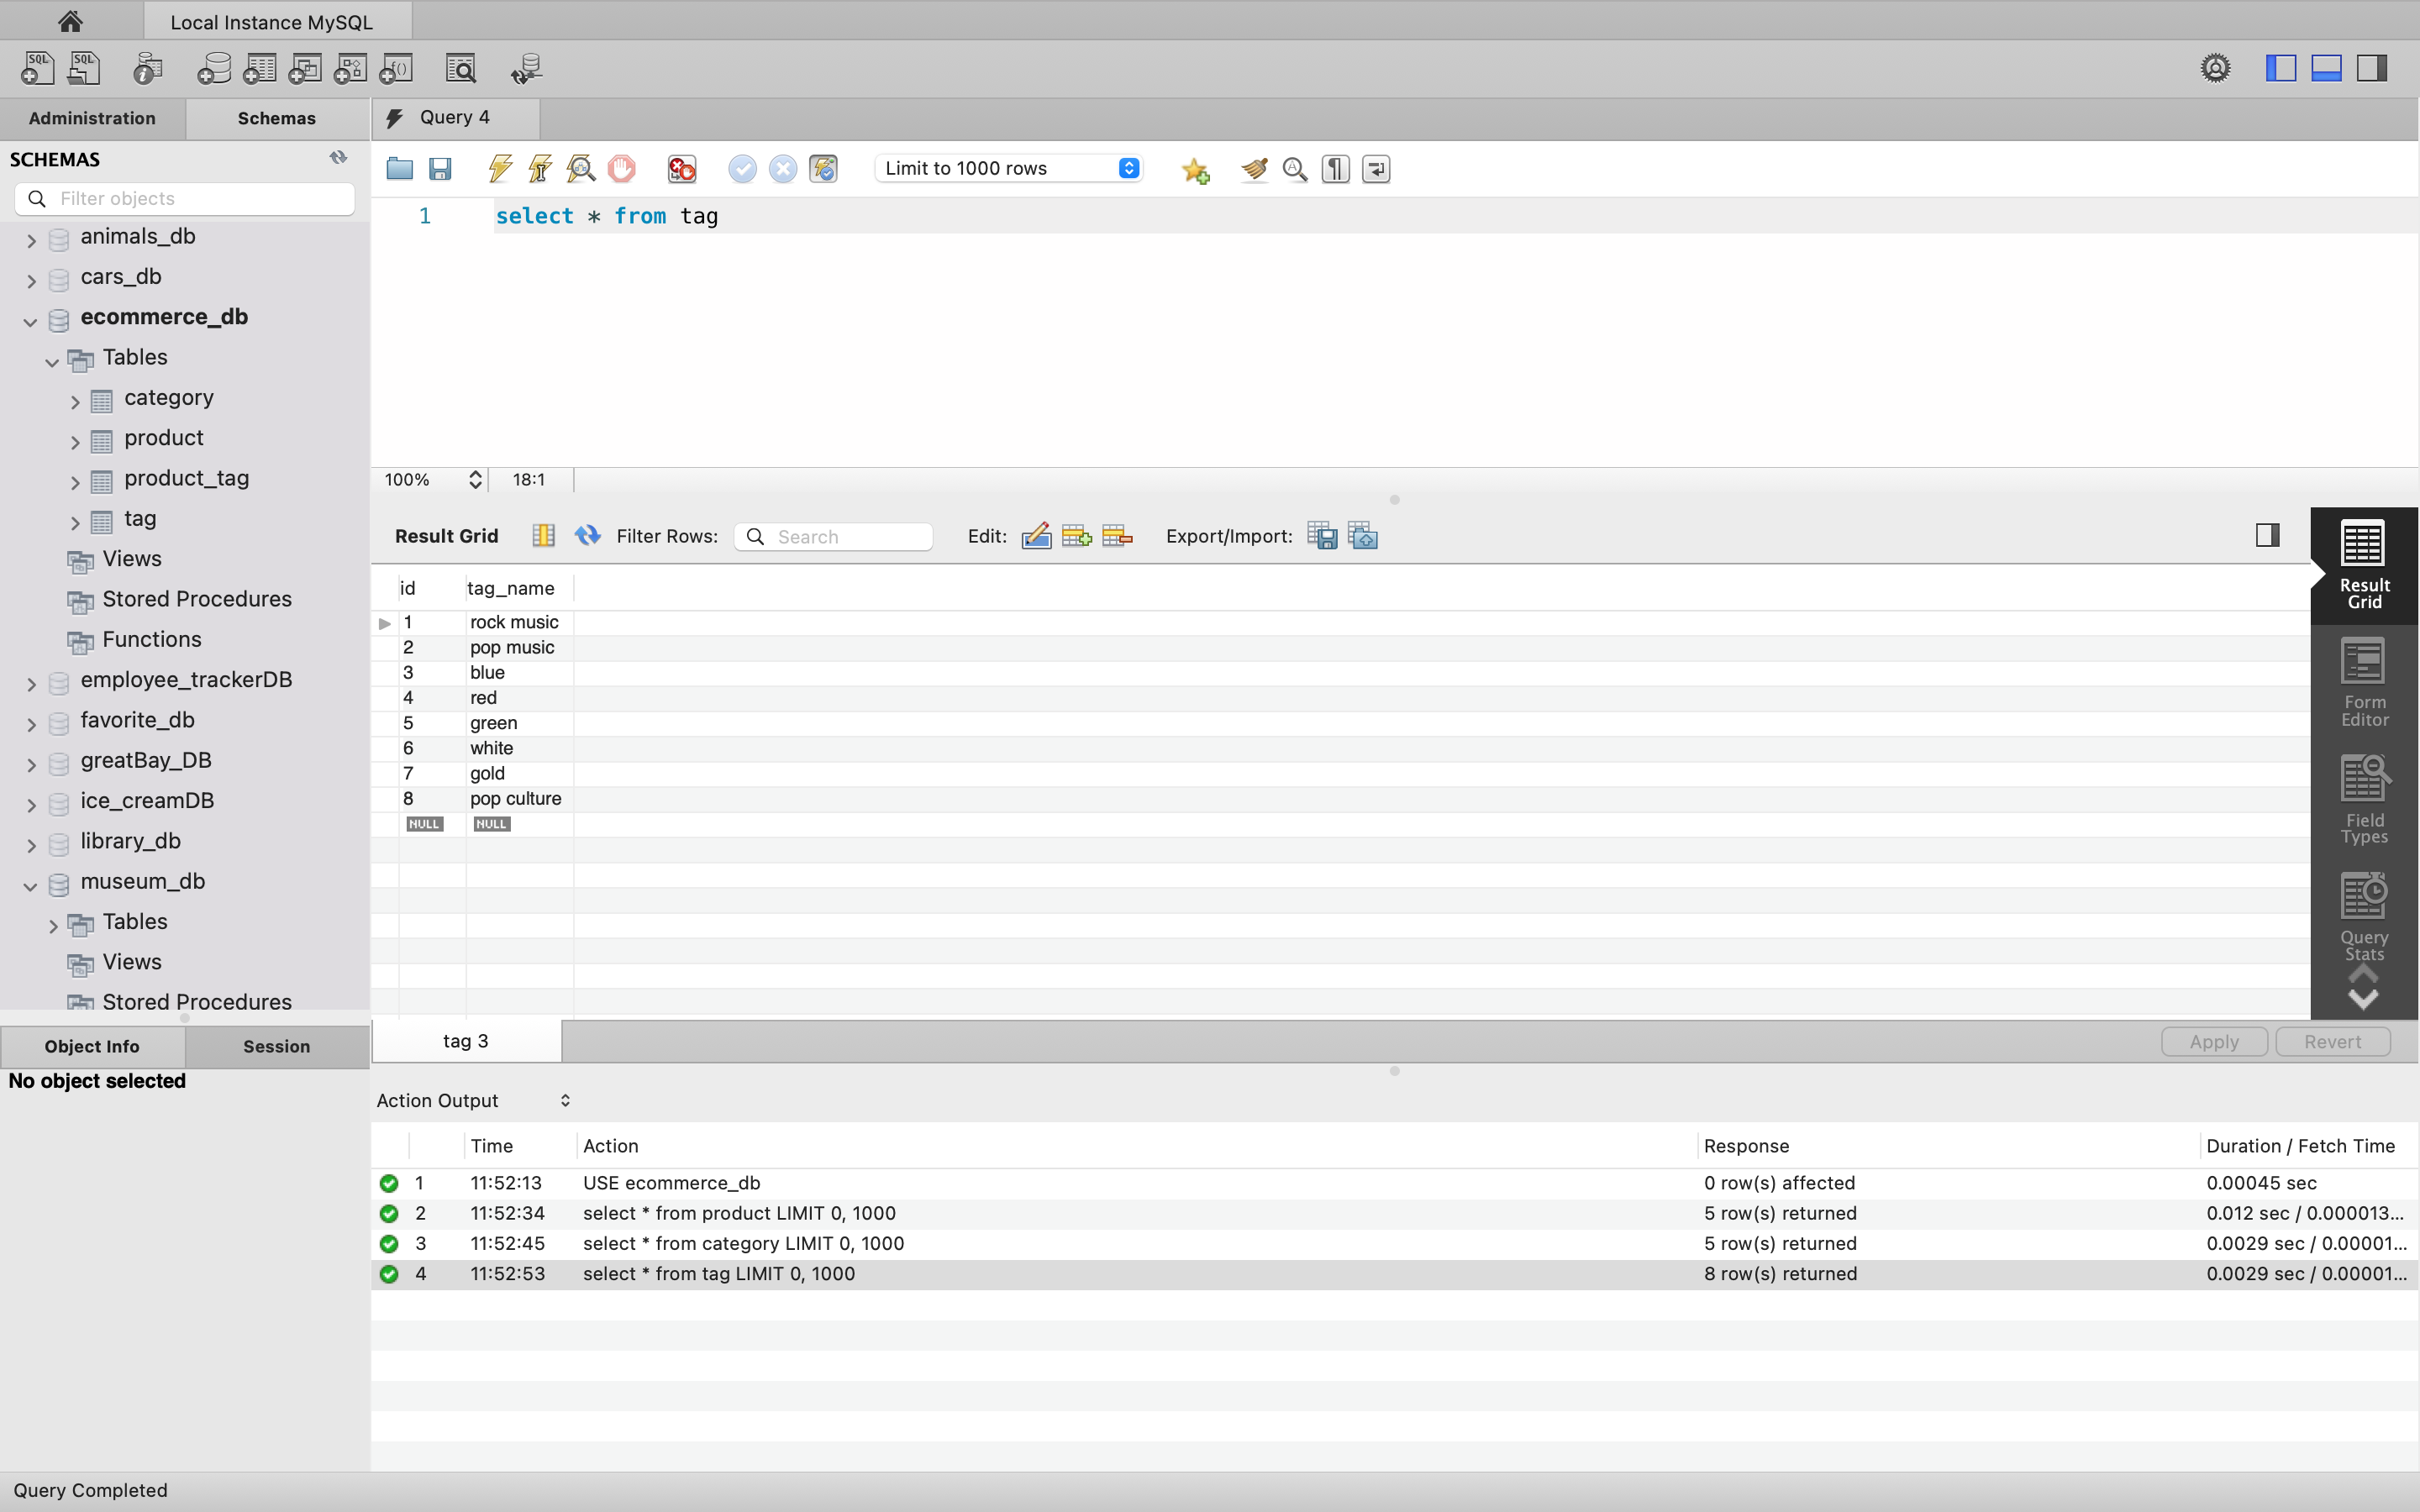 Local Instance MySQL
SQL SQL
Administration Schemas
Query 4
SCHEMAS
Filter objects
Limit to 1000 rows
1 select * from tag
animals_db
cars_db
ecommerce_db
Tables
category
product
product_tag
tag
Views
Stored Procedures
Functions
employee_trackerDB
favorite_db
greatBay_DB
ice_creamDB
library_db
museum_db
Tables
Views
Stored Procedures
100% 18:1
Result Grid Filter Rows: Search Edit: Export/Import:
id tag_name
1 rock music
2 pop music
3 blue
4 red
5 green
6 white
7 gold
8 pop culture
NULL NULL
Result
Grid
Form
Editor
Field
Types
Query
Stats
tag 3 Apply Revert
Object Info Session
No object selected
Action Output
Time Action Response Duration / Fetch Time
1 11:52:13 USE ecommerce_db 0 row(s) affected 0.00045 sec
2 11:52:34 select * from product LIMIT 0, 1000 5 row(s) returned 0.012 sec / 0.000013...
3 11:52:45 select * from category LIMIT 0, 1000 5 row(s) returned 0.0029 sec / 0.00001...
4 11:52:53 select * from tag LIMIT 0, 1000 8 row(s) returned 0.0029 sec / 0.00001...
Query Completed